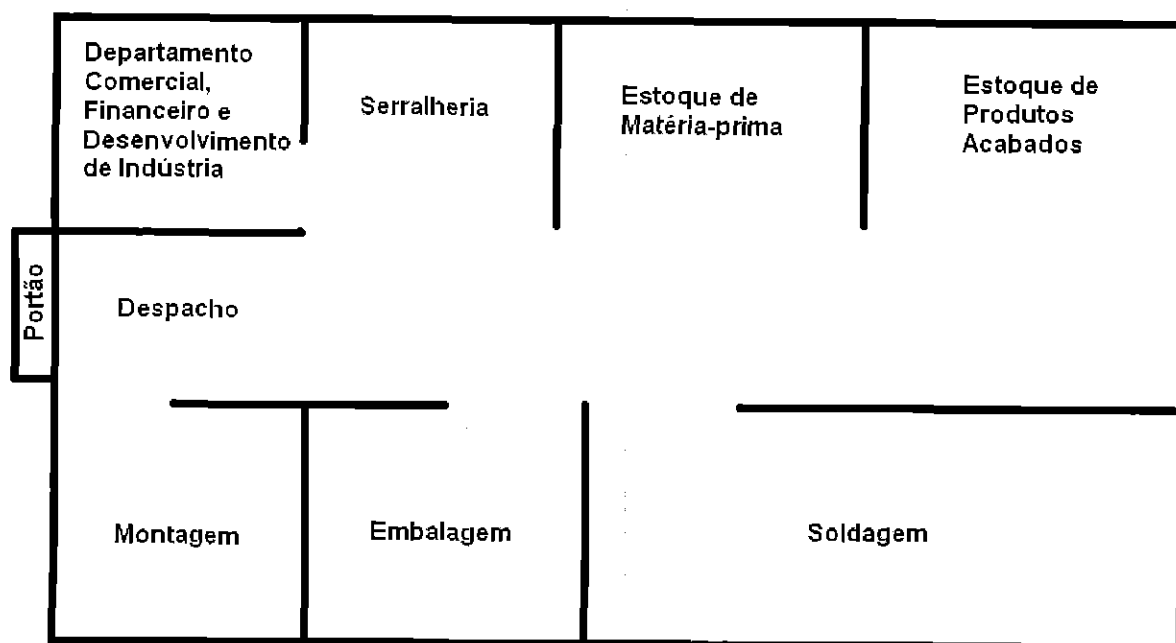 Departamento
Comercial,
Financeiro e
Desenvolvimento
de Indústria
Serralheria
Estoque de
Matéria-prima
Estoque de
Produtos
Acabados
Portão
Despacho
Montagem
Embalagem
Soldagem